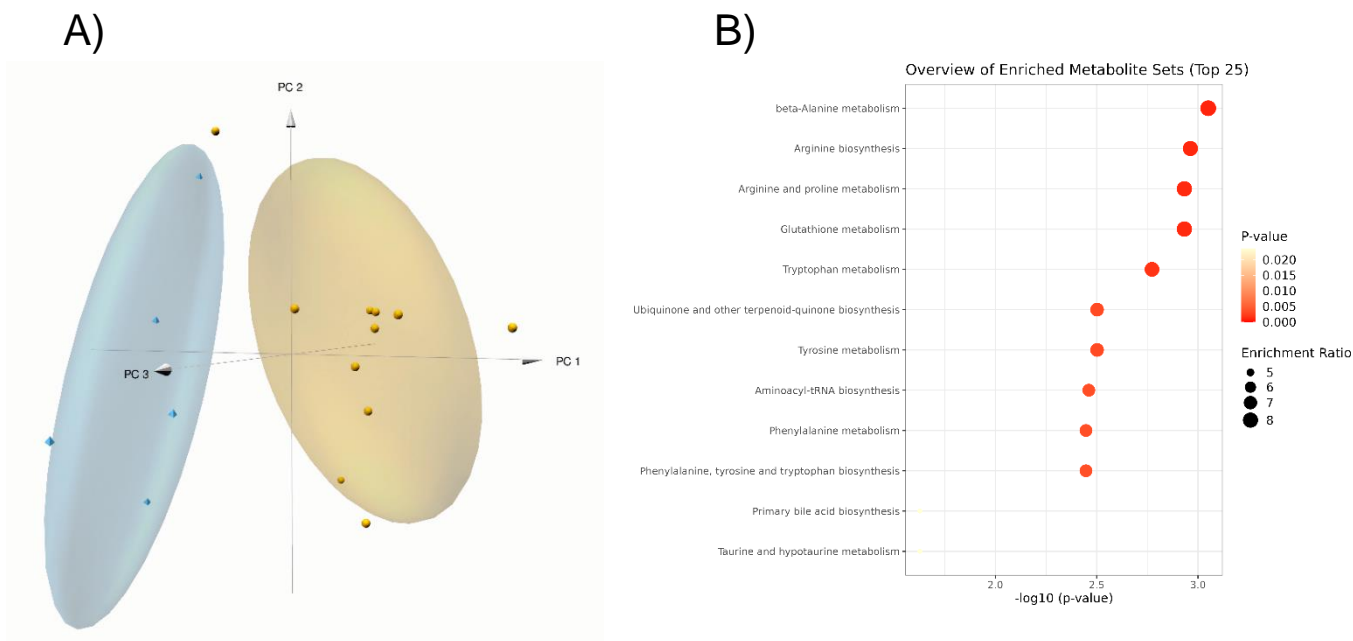 A)
PC 2
PC 1
PC 3
B)
Overview of Enriched Metabolite Sets (Top 25)
beta-Alanine metabolism
Arginine biosynthesis
Arginine and proline metabolism
Glutathione metabolism
Tryptophan metabolism
Ubiquinone and other terpenoid-quinone biosynthesis
Tyrosine metabolism
Aminoacyl-tRNA biosynthesis
Phenylalanine metabolism
Phenylalanine, tyrosine and tryptophan biosynthesis
Primary bile acid biosynthesis
Taurine and hypotaurine metabolism
2.0 2.5 3.0
-log10 (p-value)
P-value
0.020
0.015
0.010
0.005
0.000
Enrichment Ratio
5
6
7
8